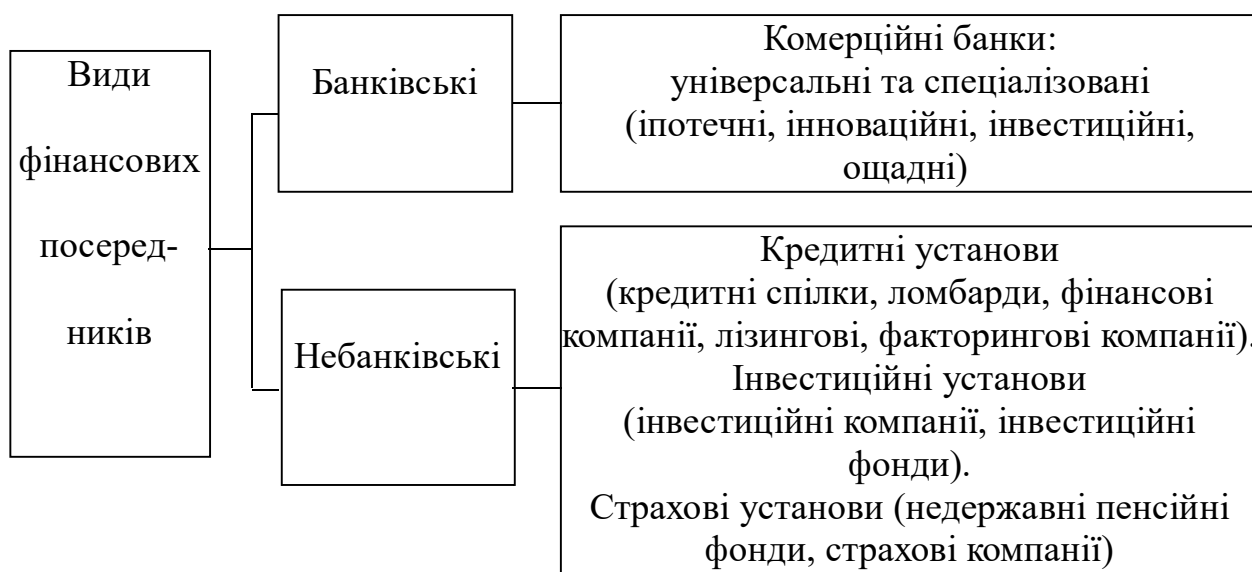 Види
фінансових
посеред-
ників
Банківські
Комерційні банки:
універсальні та спеціалізовані
(іпотечні, інноваційні, інвестиційні,
ощадні)
Небанківські
Кредитні установи
(кредитні спілки, ломбарди, фінансові
компанії, лізингові, факторингові компанії).
Інвестиційні установи
(інвестиційні компанії, інвестиційні
фонди).
Страхові установи (недержавні пенсійні
фонди, страхові компанії)